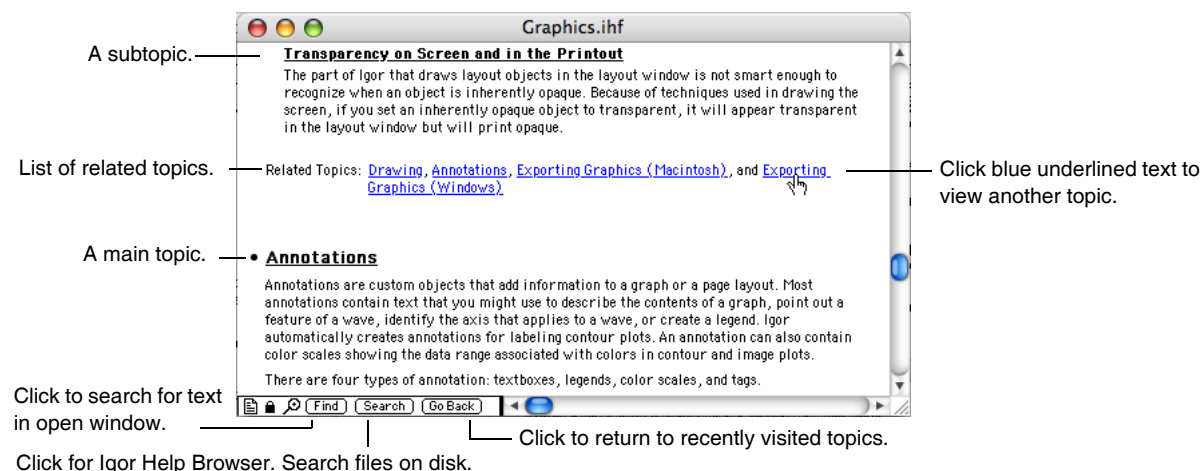 Graphics.ihf
A subtopic.
Transparency on Screen and in the Printout
The part of Igor that draws layout objects in the layout window is not smart enough to
recognize when an object is inherently opaque. Because of techniques used in drawing the
screen, if you set an inherently opaque object to transparent, it will appear transparent
in the layout window but will print opaque.
List of related topics.
Related Topics: Drawing, Annotations, Exporting Graphics (Macintosh), and Exporting
Graphics (Windows)
Click blue underlined text to
view another topic.
A main topic.
• Annotations
Annotations are custom objects that add information to a graph or a page layout. Most
annotations contain text that you might use to describe the contents of a graph, point out a
feature of a wave, identify the axis that applies to a wave, or create a legend. Igor
automatically creates annotations for labeling contour plots. An annotation can also contain
color scales showing the data range associated with colors in contour and image plots.
There are four types of annotation: textboxes, legends, color scales, and tags.
Click to search for text
in open window.
Find Search Go Back
Click to return to recently visited topics.
Click for Igor Help Browser. Search files on disk.